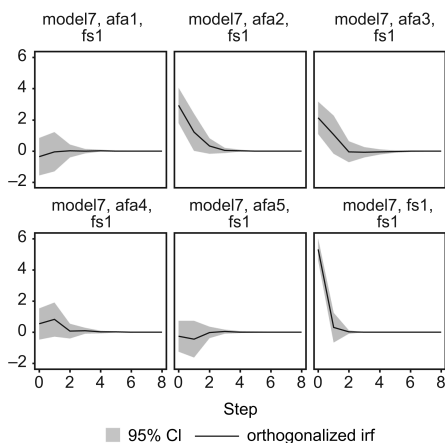 model7, afa1,
fs1
model7, afa2,
fs1
model7, afa3,
fs1
6
4
2
0
−2
model7, afa4,
fs1
model7, afa5,
fs1
model7, fs1,
fs1
6
4
2
0
−2
0 2 4 6 8
0 2 4 6 8
0 2 4 6 8
Step
95% CI
orthogonalized irf